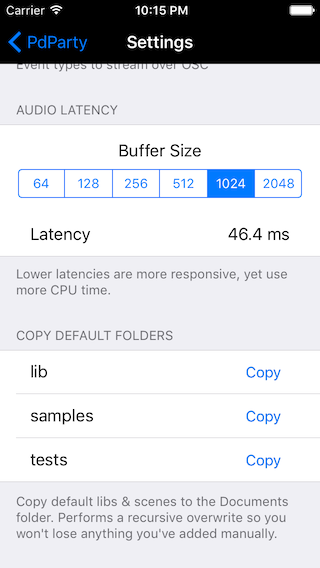 Carrier 10:15 PM
PdParty Settings
Event types to stream over OSC
AUDIO LATENCY
Buffer Size
64 128 256 512 1024 2048
Latency 46.4 ms
Lower latencies are more responsive, yet use
more CPU time.
COPY DEFAULT FOLDERS
lib Copy
samples Copy
tests Copy
Copy default libs & scenes to the Documents
folder. Performs a recursive overwrite so you
won't lose anything you've added manually.